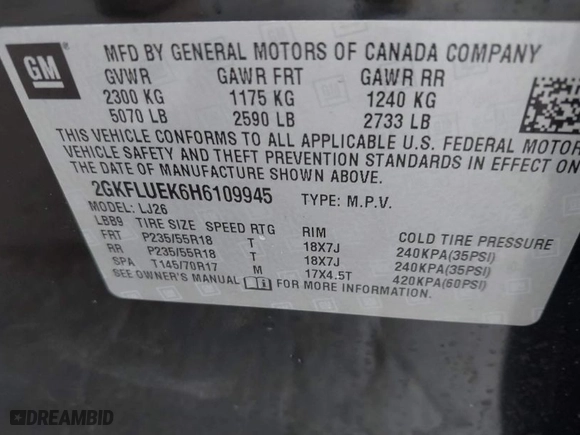 GM
MFD BY GENERAL MOTORS OF CANADA COMPANY
GVWR GAWR FRT GAWR RR
2300 KG 1175 KG 1240 KG
5070 LB 2590 LB 2733 LB
THIS VEHICLE CONFORMS TO ALL APPLICABLE U.S. FEDERAL MOTOR
VEHICLE SAFETY AND THEFT PREVENTION STANDARDS IN EFFECT ON
THE DATE OF MANUFACTURE SHOWN ABOVE.
2GKFLUEK6H6109945 TYPE: M.P.V.
MODEL: LJ26
LBB9 TIRE SIZE SPEED RTG RIM COLD TIRE PRESSURE
FRT P235/55R18 T 18X7J 240KPA(35PSI)
RR P235/55R18 T 18X7J 240KPA(35PSI)
SPA T145/70R17 M 17X4.5T 420KPA(60PSI)
SEE OWNER'S MANUAL FOR MORE INFORMATION.
DREAMBID